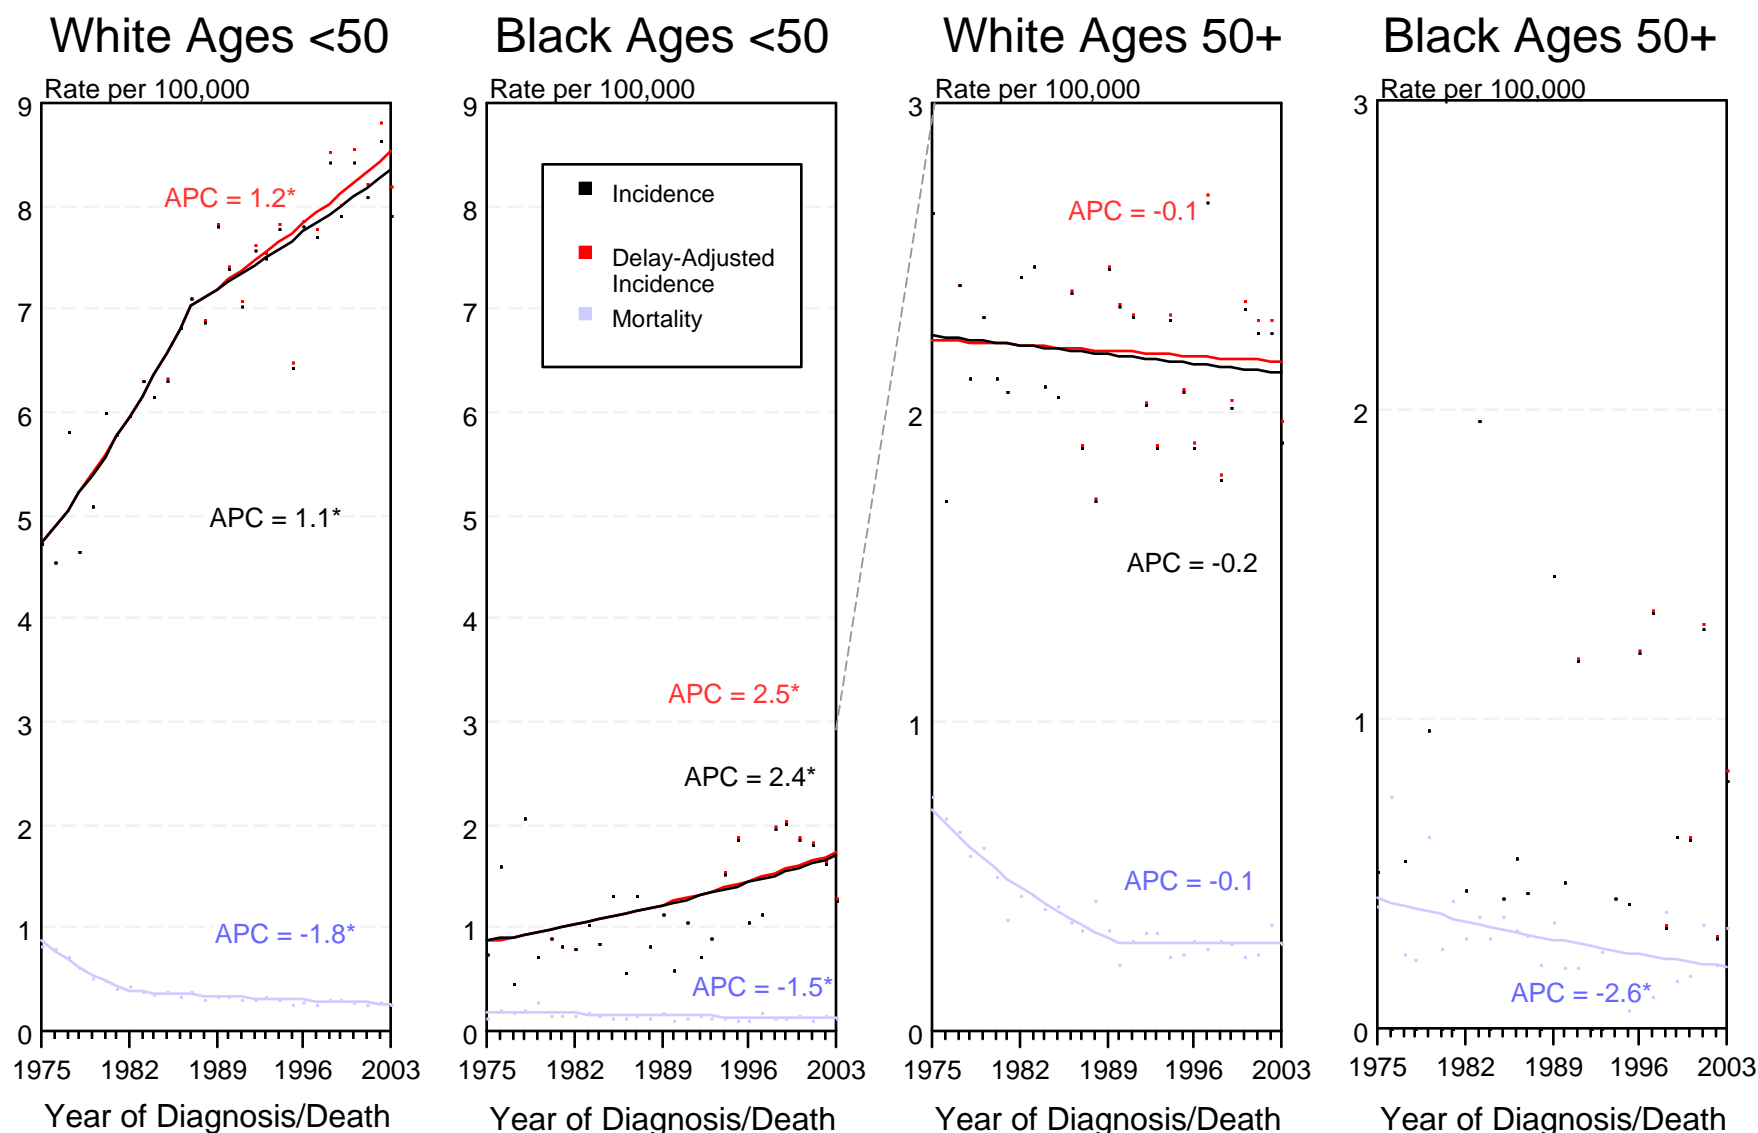 White Ages <50
Rate per 100,000
9
8
7
6
5
4
3
2
1
0
APC = 1.2*
APC = 1.1*
APC = -1.8*
1975 1982 1989 1996 2003
Year of Diagnosis/Death
Black Ages <50
Rate per 100,000
9
8
7
6
5
4
3
2
1
0
Incidence
Delay-Adjusted
Incidence
Mortality
APC = 2.5*
APC = 2.4*
APC = -1.5*
1975 1982 1989 1996 2003
Year of Diagnosis/Death
White Ages 50+
Rate per 100,000
3
2
1
0
APC = -0.1
APC = -0.2
APC = -0.1
1975 1982 1989 1996 2003
Year of Diagnosis/Death
Black Ages 50+
Rate per 100,000
3
2
1
0
APC = -2.6*
1975 1982 1989 1996 2003
Year of Diagnosis/Death